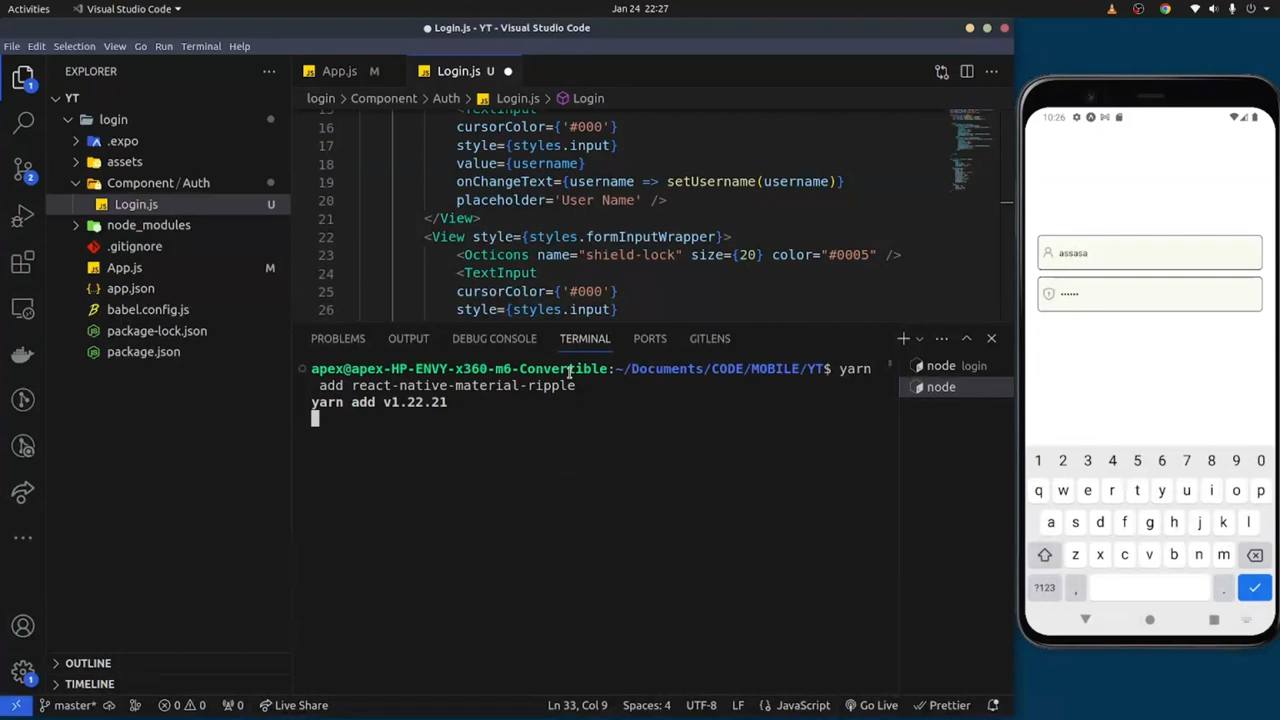 Activities
Visual Studio Code
Jan 24 22:27
Login.js - YT - Visual Studio Code
File Edit Selection View Go Run Terminal Help
EXPLORER
App.js M
Login.js U
YT
login > Component > Auth > Login.js > Login
login
.expo
assets
Component / Auth
Login.js U
node_modules
.gitignore
App.js M
app.json
babel.config.js
package-lock.json
package.json
<TextInput
16 cursorColor={'#000'}
17 style={styles.input}
18 value={username}
19 onChangeText={username => setUsername(username)}
20 placeholder='User Name' />
21 </View>
22 <View style={styles.formInputWrapper}>
23 <Octicons name="shield-lock" size={20} color="#0005" />
24 <TextInput
25 cursorColor={'#000'}
26 style={styles.input}
PROBLEMS OUTPUT DEBUG CONSOLE TERMINAL PORTS GITLENS
apex@apex-HP-ENVY-x360-m6-Convertible:~/Documents/CODE/MOBILE/YT$ yarn
add react-native-material-ripple
yarn add v1.22.21
node login
node
OUTLINE
TIMELINE
1
2
1
master*
0 0
0
Live Share
Ln 33, Col 9
Spaces: 4
UTF-8
LF
JavaScript
Go Live
Prettier
10:26
assasa
••••••
1 2 3 4 5 6 7 8 9 0
q w e r t y u i o p
a s d f g h j k l
z x c v b n m
?123 , .